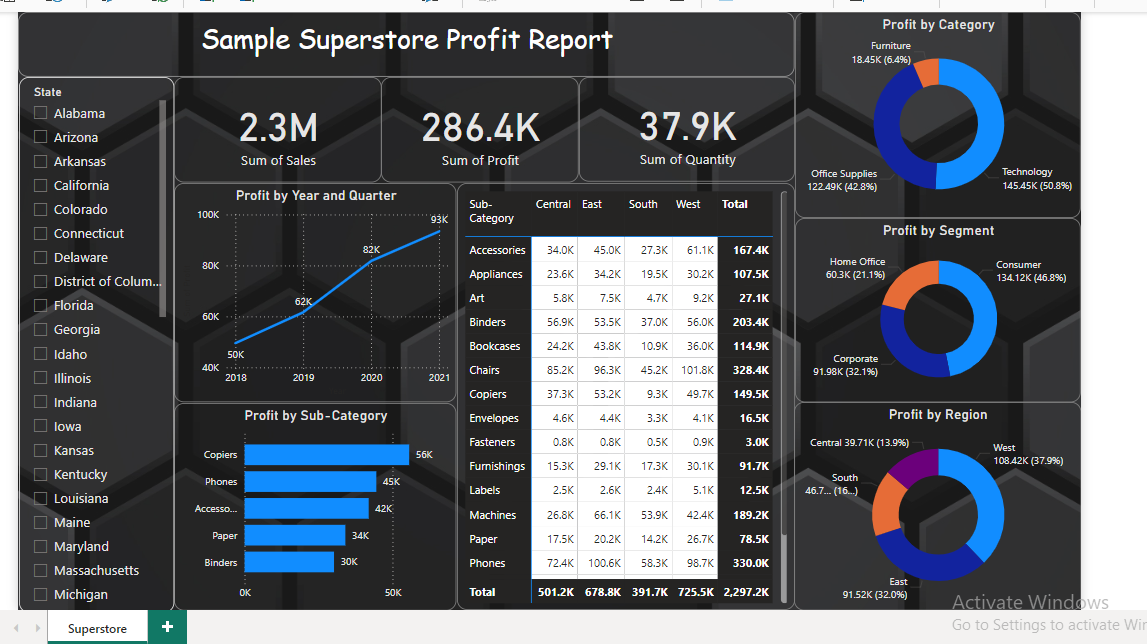 Sample Superstore Profit Report
State
Alabama
Arizona
Arkansas
California
Colorado
Connecticut
Delaware
District of Colum...
Florida
Georgia
Idaho
Illinois
Indiana
Iowa
Kansas
Kentucky
Louisiana
Maine
Maryland
Massachusetts
Michigan
2.3M
Sum of Sales
286.4K
Sum of Profit
37.9K
Sum of Quantity
Profit by Year and Quarter
100K
80K
60K
40K
50K
62K
82K
93K
2018 2019 2020 2021
Profit by Sub-Category
Copiers 56K
Phones 45K
Accesso... 42K
Paper 34K
Binders 30K
0K 50K
Sub-
Category Central East South West Total
Accessories 34.0K 45.0K 27.3K 61.1K 167.4K
Appliances 23.6K 34.2K 19.5K 30.2K 107.5K
Art 5.8K 7.5K 4.7K 9.2K 27.1K
Binders 56.9K 53.5K 37.0K 56.0K 203.4K
Bookcases 24.2K 43.8K 10.9K 36.0K 114.9K
Chairs 85.2K 96.3K 45.2K 101.8K 328.4K
Copiers 37.3K 53.2K 9.3K 49.7K 149.5K
Envelopes 4.6K 4.4K 3.3K 4.1K 16.5K
Fasteners 0.8K 0.8K 0.5K 0.9K 3.0K
Furnishings 15.3K 29.1K 17.3K 30.1K 91.7K
Labels 2.5K 2.6K 2.4K 5.1K 12.5K
Machines 26.8K 66.1K 53.9K 42.4K 189.2K
Paper 17.5K 20.2K 14.2K 26.7K 78.5K
Phones 72.4K 100.6K 58.3K 98.7K 330.0K
Total 501.2K 678.8K 391.7K 725.5K 2,297.2K
Profit by Category
Furniture
18.45K (6.4%)
Office Supplies
122.49K (42.8%)
Technology
145.45K (50.8%)
Profit by Segment
Home Office
60.3K (21.1%)
Consumer
134.12K (46.8%)
Corporate
91.98K (32.1%)
Profit by Region
Central 39.71K (13.9%)
West
108.42K (37.9%)
South
46.7... (16...)
East
91.52K (32.0%)
Activate Windows
Go to Settings to activate Win
Superstore
+